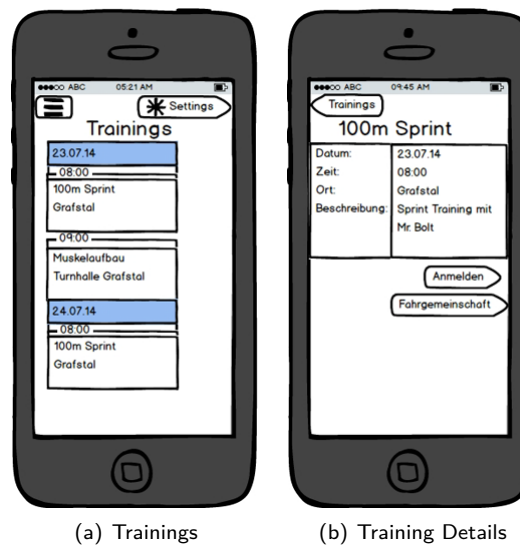 ABC 05:21 AM
Settings
Trainings
23.07.14
08:00
100m Sprint
Grafstal
09:00
Muskelaufbau
Turnhalle Grafstal
24.07.14
08:00
100m Sprint
Grafstal
(a) Trainings
ABC 09:45 AM
Trainings
100m Sprint
Datum: 23.07.14
Zeit: 08:00
Ort: Grafstal
Beschreibung: Sprint Training mit
Mr. Bolt
Anmelden
Fahrgemeinschaft
(b) Training Details